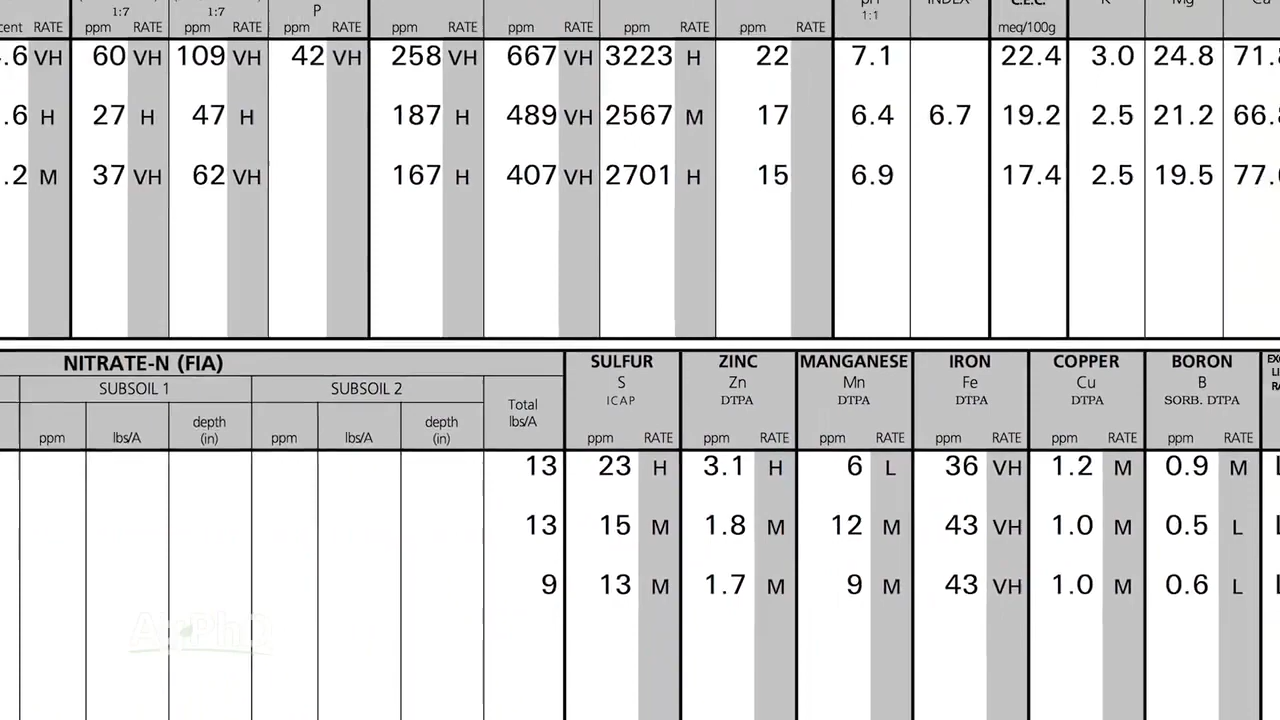 1:7 1:7 P pH INDEX C.E.C. K Mg Ca
1:1
cent RATE ppm RATE ppm RATE ppm RATE ppm RATE ppm RATE ppm RATE ppm RATE meq/100g
.6 VH 60 VH 109 VH 42 VH 258 VH 667 VH 3223 H 22 7.1 22.4 3.0 24.8 71.8
.6 H 27 H 47 H 187 H 489 VH 2567 M 17 6.4 6.7 19.2 2.5 21.2 66.8
.2 M 37 VH 62 VH 167 H 407 VH 2701 H 15 6.9 17.4 2.5 19.5 77.
NITRATE-N (FIA) SULFUR ZINC MANGANESE IRON COPPER BORON
SUBSOIL 1 SUBSOIL 2 S Zn Mn Fe Cu B
Total ICAP DTPA DTPA DTPA DTPA SORB. DTPA
lbs/A
ppm lbs/A depth (in) ppm lbs/A depth (in) ppm RATE ppm RATE ppm RATE ppm RATE ppm RATE ppm RATE
13 23 H 3.1 H 6 L 36 VH 1.2 M 0.9 M
13 15 M 1.8 M 12 M 43 VH 1.0 M 0.5 L
9 13 M 1.7 M 9 M 43 VH 1.0 M 0.6 L
AgPhD